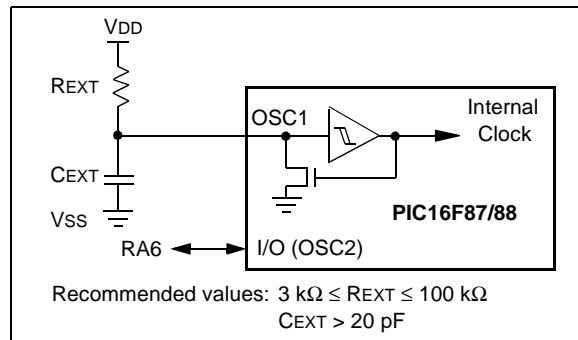 VDD
REXT
OSC1
Internal
Clock
CEXT
VSS
PIC16F87/88
RA6
I/O (OSC2)
Recommended values: 3 kΩ ≤ REXT ≤ 100 kΩ
CEXT > 20 pF